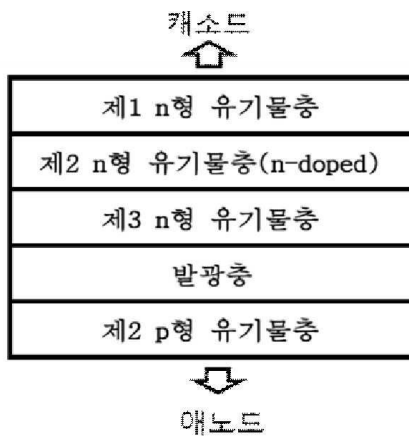 캐소드
제1 n형 유기물층
제2 n형 유기물층(n-doped)
제3 n형 유기물층
발광층
제2 p형 유기물층
애노드